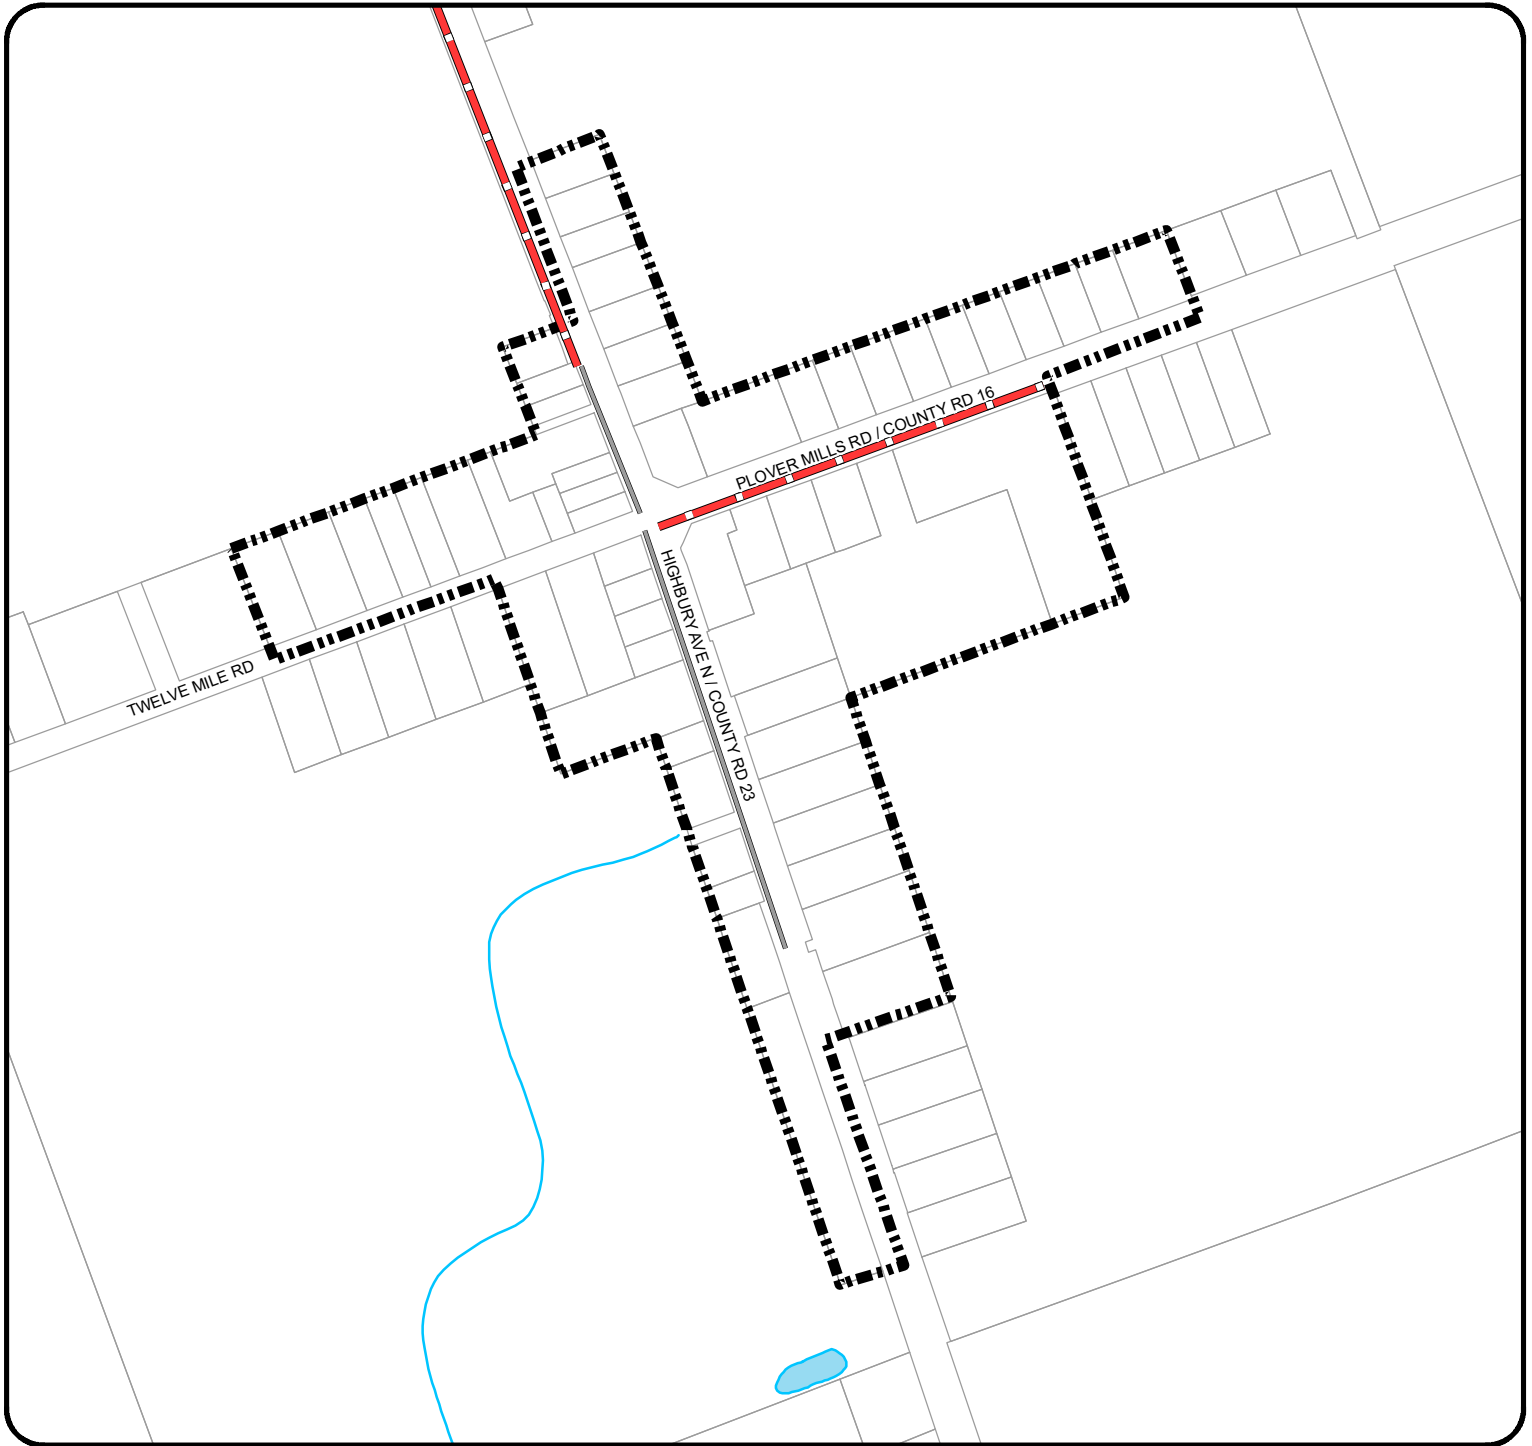 PLOVER MILLS RD / COUNTY RD 16
HIGHBURY AVE N / COUNTY RD 23
TWELVE MILE RD